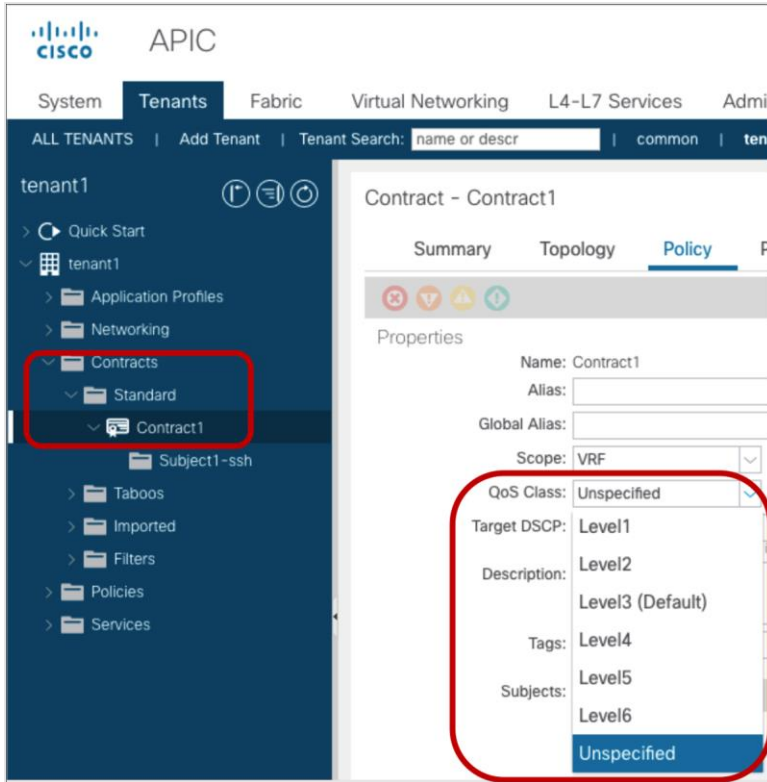 CISCO APIC
System Tenants Fabric Virtual Networking L4-L7 Services Admi
ALL TENANTS | Add Tenant | Tenant Search: name or descr | common | ten
tenant1
Quick Start
tenant1
Application Profiles
Networking
Contracts
Standard
Contract1
Subject1-ssh
Taboos
Imported
Filters
Policies
Services
Contract - Contract1
Summary Topology Policy
Properties
Name: Contract1
Alias:
Global Alias:
Scope: VRF
QoS Class: Unspecified
Target DSCP:
Description:
Tags:
Subjects:
Level1
Level2
Level3 (Default)
Level4
Level5
Level6
Unspecified